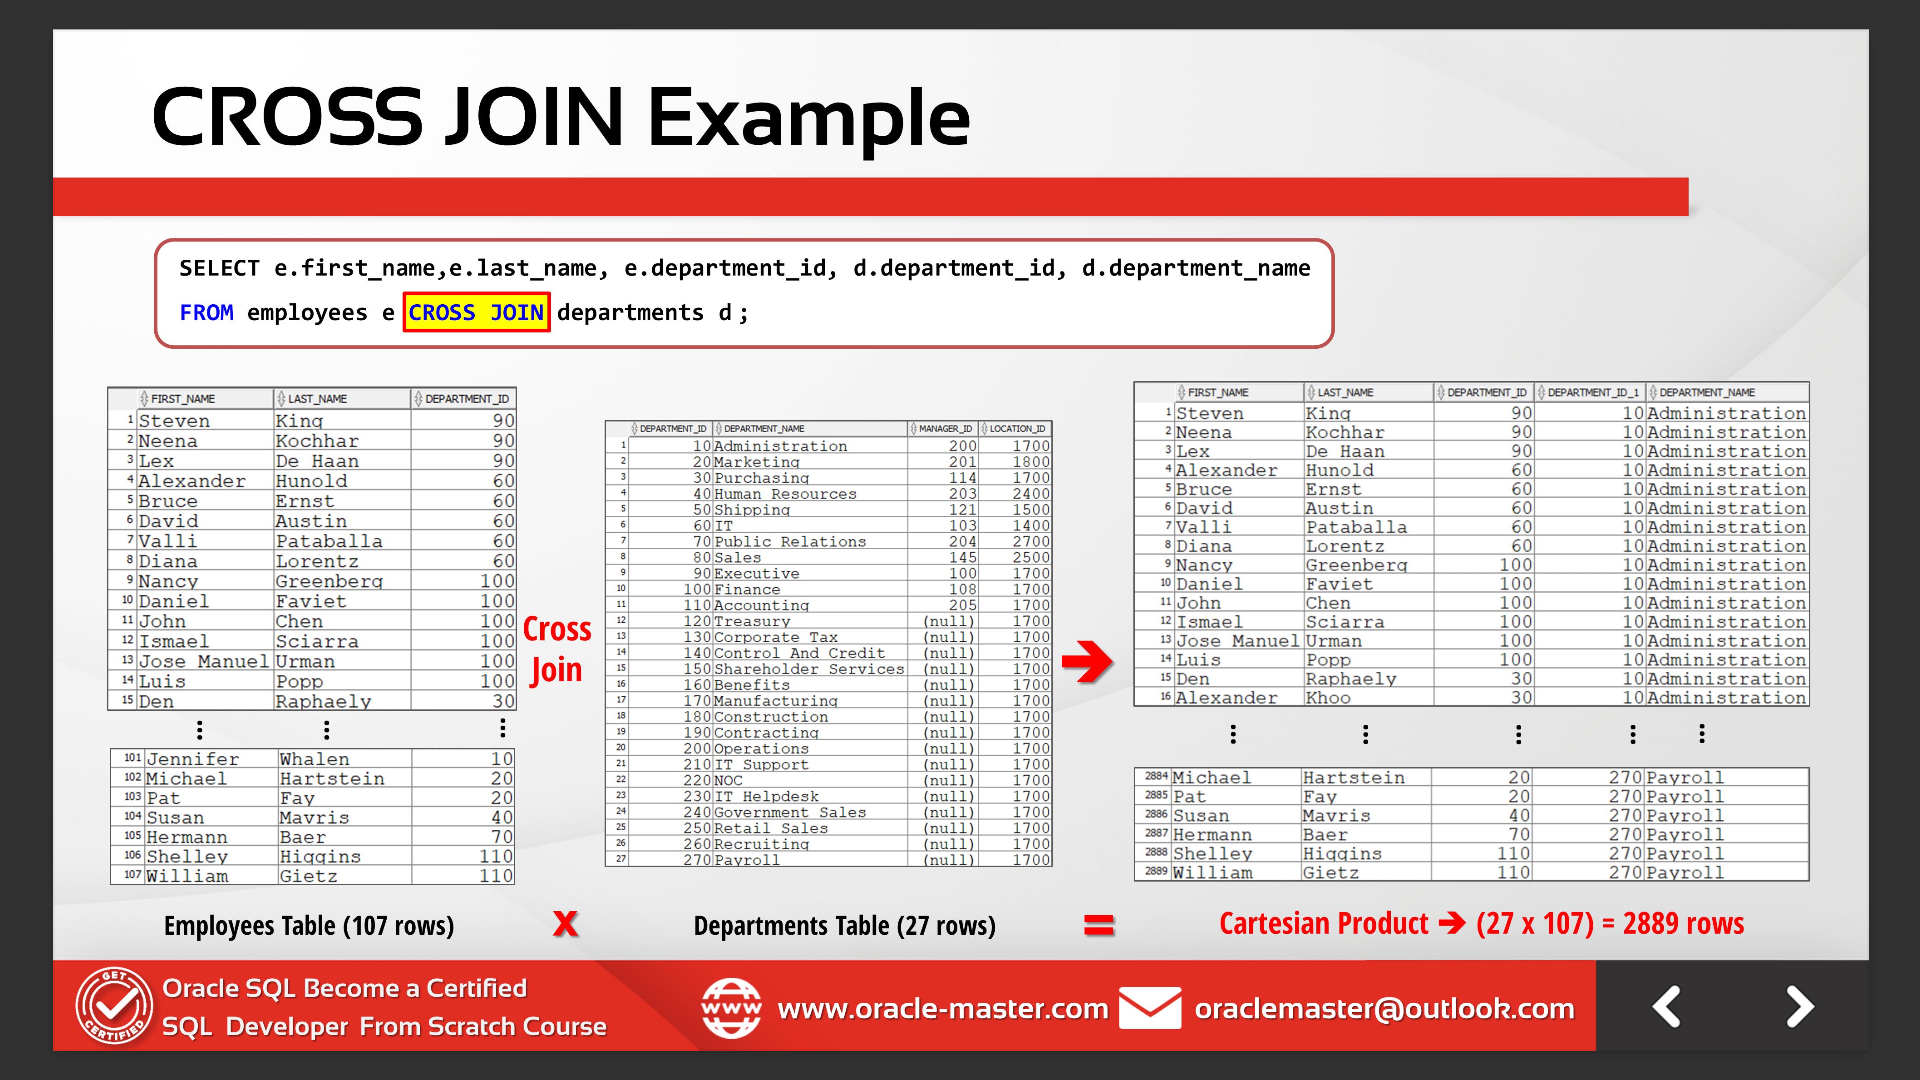 CROSS JOIN Example
SELECT e.first_name,e.last_name, e.department_id, d.department_id, d.department_name
FROM employees e CROSS JOIN departments d ;
FIRST_NAME LAST_NAME DEPARTMENT_ID
1 Steven King 90
2 Neena Kochhar 90
3 Lex De Haan 90
4 Alexander Hunold 60
5 Bruce Ernst 60
6 David Austin 60
7 Valli Pataballa 60
8 Diana Lorentz 60
9 Nancy Greenberg 100
10 Daniel Faviet 100
11 John Chen 100
12 Ismael Sciarra 100
13 Jose Manuel Urman 100
14 Luis Popp 100
15 Den Raphaely 30
101 Jennifer Whalen 10
102 Michael Hartstein 20
103 Pat Fay 20
104 Susan Mavris 40
105 Hermann Baer 70
106 Shelley Higgins 110
107 William Gietz 110
Cross
Join
DEPARTMENT_ID DEPARTMENT_NAME MANAGER_ID LOCATION_ID
1 10 Administration 200 1700
2 20 Marketing 201 1800
3 30 Purchasing 114 1700
4 40 Human Resources 203 2400
5 50 Shipping 121 1500
6 60 IT 103 1400
7 70 Public Relations 204 2700
8 80 Sales 145 2500
9 90 Executive 100 1700
10 100 Finance 108 1700
11 110 Accounting 205 1700
12 120 Treasury (null) 1700
13 130 Corporate Tax (null) 1700
14 140 Control And Credit (null) 1700
15 150 Shareholder Services (null) 1700
16 160 Benefits (null) 1700
17 170 Manufacturing (null) 1700
18 180 Construction (null) 1700
19 190 Contracting (null) 1700
20 200 Operations (null) 1700
21 210 IT Support (null) 1700
22 220 NOC (null) 1700
23 230 IT Helpdesk (null) 1700
24 240 Government Sales (null) 1700
25 250 Retail Sales (null) 1700
26 260 Recruiting (null) 1700
27 270 Payroll (null) 1700
FIRST_NAME LAST_NAME DEPARTMENT_ID DEPARTMENT_ID_1 DEPARTMENT_NAME
1 Steven King 90 10 Administration
2 Neena Kochhar 90 10 Administration
3 Lex De Haan 90 10 Administration
4 Alexander Hunold 60 10 Administration
5 Bruce Ernst 60 10 Administration
6 David Austin 60 10 Administration
7 Valli Pataballa 60 10 Administration
8 Diana Lorentz 60 10 Administration
9 Nancy Greenberg 100 10 Administration
10 Daniel Faviet 100 10 Administration
11 John Chen 100 10 Administration
12 Ismael Sciarra 100 10 Administration
13 Jose Manuel Urman 100 10 Administration
14 Luis Popp 100 10 Administration
15 Den Raphaely 30 10 Administration
16 Alexander Khoo 30 10 Administration
2884 Michael Hartstein 20 270 Payroll
2885 Pat Fay 20 270 Payroll
2886 Susan Mavris 40 270 Payroll
2887 Hermann Baer 70 270 Payroll
2888 Shelley Higgins 110 270 Payroll
2889 William Gietz 110 270 Payroll
Employees Table (107 rows) x Departments Table (27 rows) = Cartesian Product ➔ (27 x 107) = 2889 rows
GET
CERTIFIED
Oracle SQL Become a Certified
SQL Developer From Scratch Course
www
www.oracle-master.com
oraclemaster@outlook.com